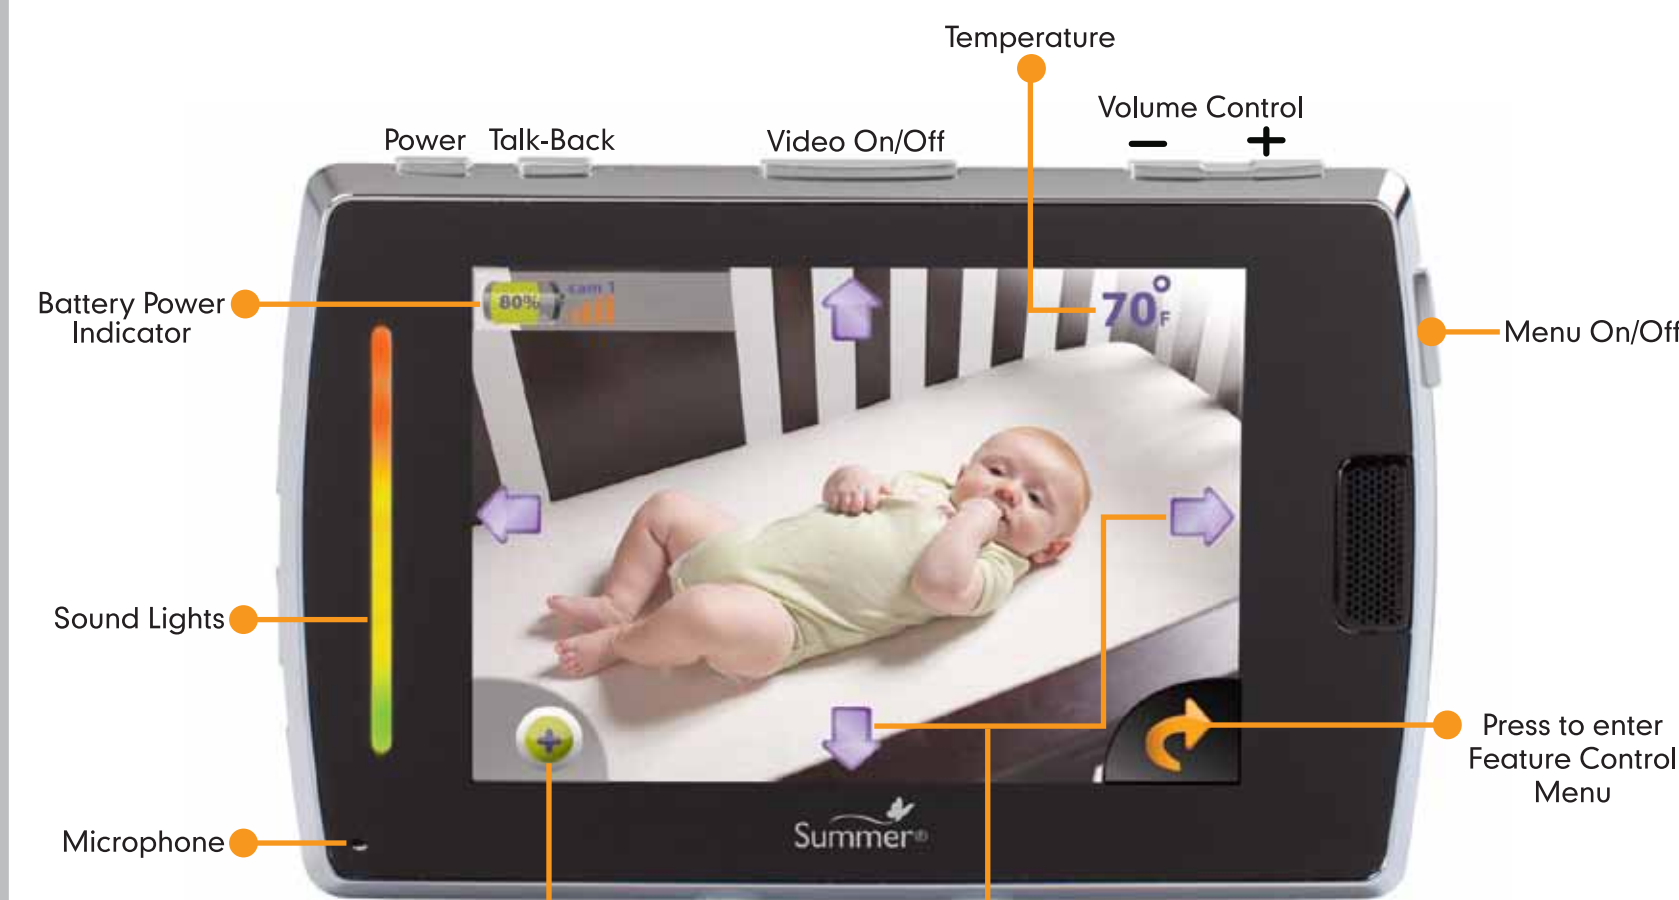 Temperature
Volume Control
− +
Power Talk-Back Video On/Off
Battery Power
Indicator
80% cam 1
70°F
Menu On/Off
Sound Lights
Press to enter
Feature Control
Menu
Microphone
Summer®